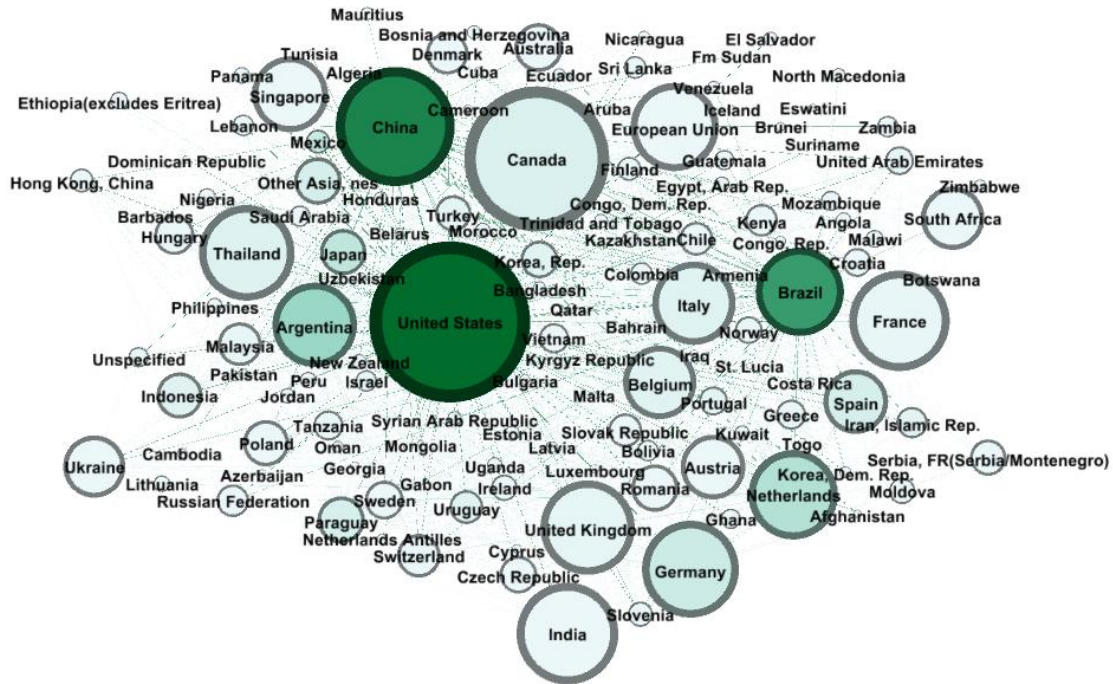 Mauritius
Bosnia and Herzegovina
Nicaragua
El Salvador
Tunisia
Denmark
Australia
Fm Sudan
Panama
Algeria
Cuba
Ecuador
Sri Lanka
North Macedonia
Singapore
Venezuela
Ethiopia(excludes Eritrea)
Cameroon
Aruba
Iceland
Eswatini
Lebanon
China
European Union
Brunei
Zambia
Mexico
Suriname
Dominican Republic
Canada
Finland
Guatemala
United Arab Emirates
Hong Kong, China
Other Asia, nes
Egypt, Arab Rep.
Zimbabwe
Nigeria
Honduras
Congo, Dem. Rep.
Mozambique
Barbados
Saudi Arabia
Turkey
Trinidad and Tobago
Kenya
Angola
South Africa
Hungary
Belarus
Morocco
Kazakhstan
Chile
Congo, Rep.
Malawi
Thailand
Japan
Korea, Rep.
Croatia
Uzbekistan
Colombia
Armenia
Botswana
Bangladesh
Brazil
Philippines
Qatar
Italy
Argentina
United States
Bahrain
Norway
France
Malaysia
Vietnam
Unspecified
New Zealand
Kyrgyz Republic
Iraq
St. Lucia
Pakistan
Peru
Israel
Bulgaria
Belgium
Costa Rica
Indonesia
Jordan
Malta
Portugal
Spain
Tanzania
Syrian Arab Republic
Greece
Iran, Islamic Rep.
Poland
Oman
Mongolia
Estonia
Latvia
Slovak Republic
Kuwait
Togo
Cambodia
Bolivia
Ukraine
Azerbaijan
Georgia
Uganda
Luxembourg
Austria
Korea, Dem. Rep.
Serbia, FR(Serbia/Montenegro)
Lithuania
Gabon
Ireland
Romania
Netherlands
Moldova
Russian Federation
Sweden
Uruguay
Paraguay
United Kingdom
Ghana
Afghanistan
Netherlands Antilles
Switzerland
Cyprus
Czech Republic
Germany
Slovenia
India